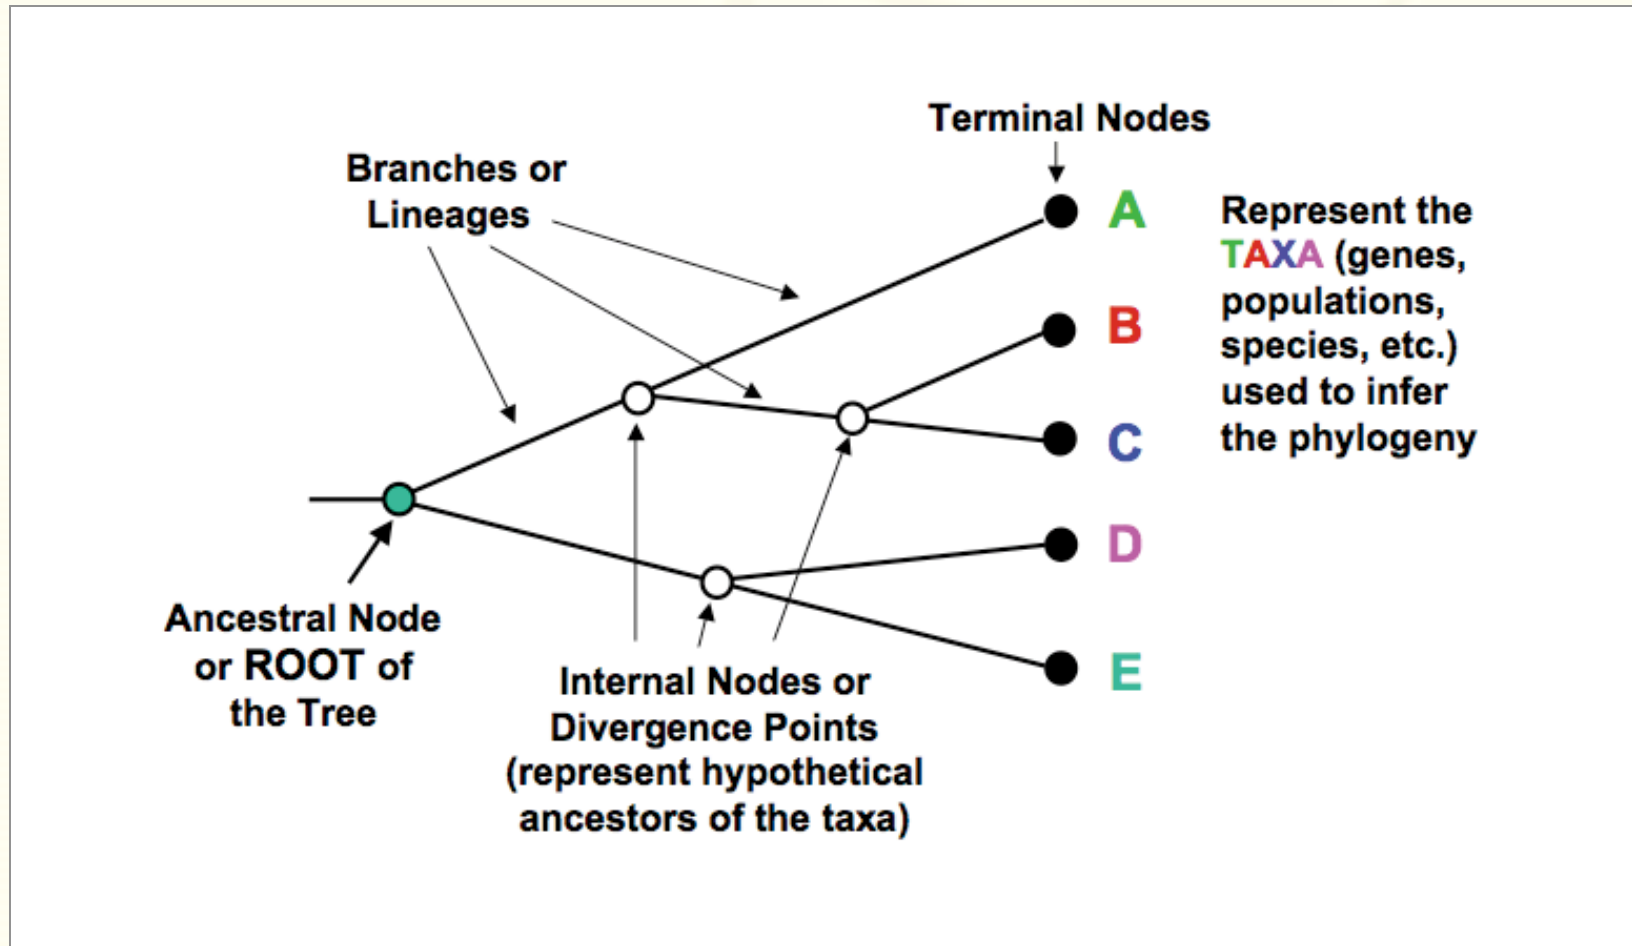 Terminal Nodes
Branches or
Lineages
A
B
C
D
E
Represent the
TAXA (genes,
populations,
species, etc.)
used to infer
the phylogeny
Ancestral Node
or ROOT of
the Tree
Internal Nodes or
Divergence Points
(represent hypothetical
ancestors of the taxa)